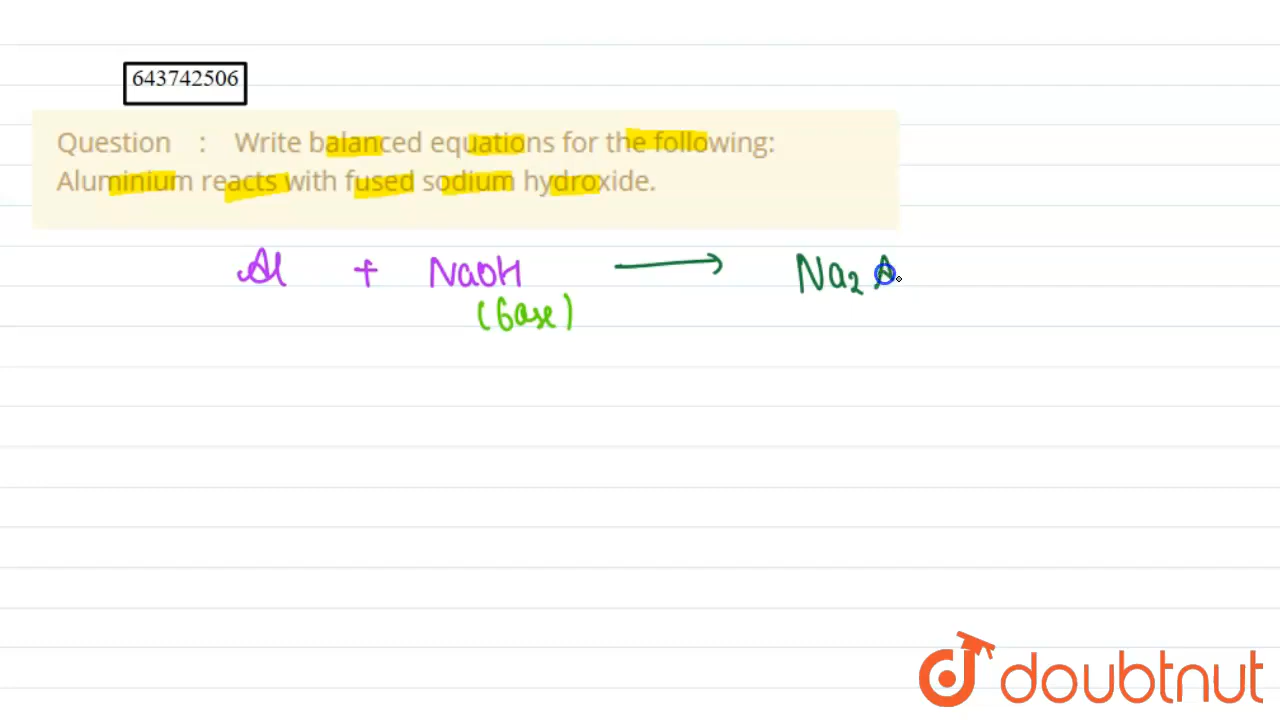 643742506
Question : Write balanced equations for the following:
Aluminium reacts with fused sodium hydroxide.
Al + NaOH → Na₂ A
(Base)
doubtnut